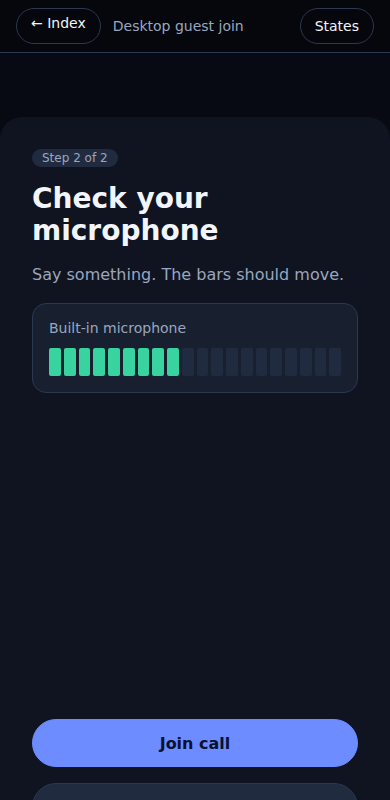 ← Index
Desktop guest join
States
Step 2 of 2
Check your
microphone
Say something. The bars should move.
Built-in microphone
Join call